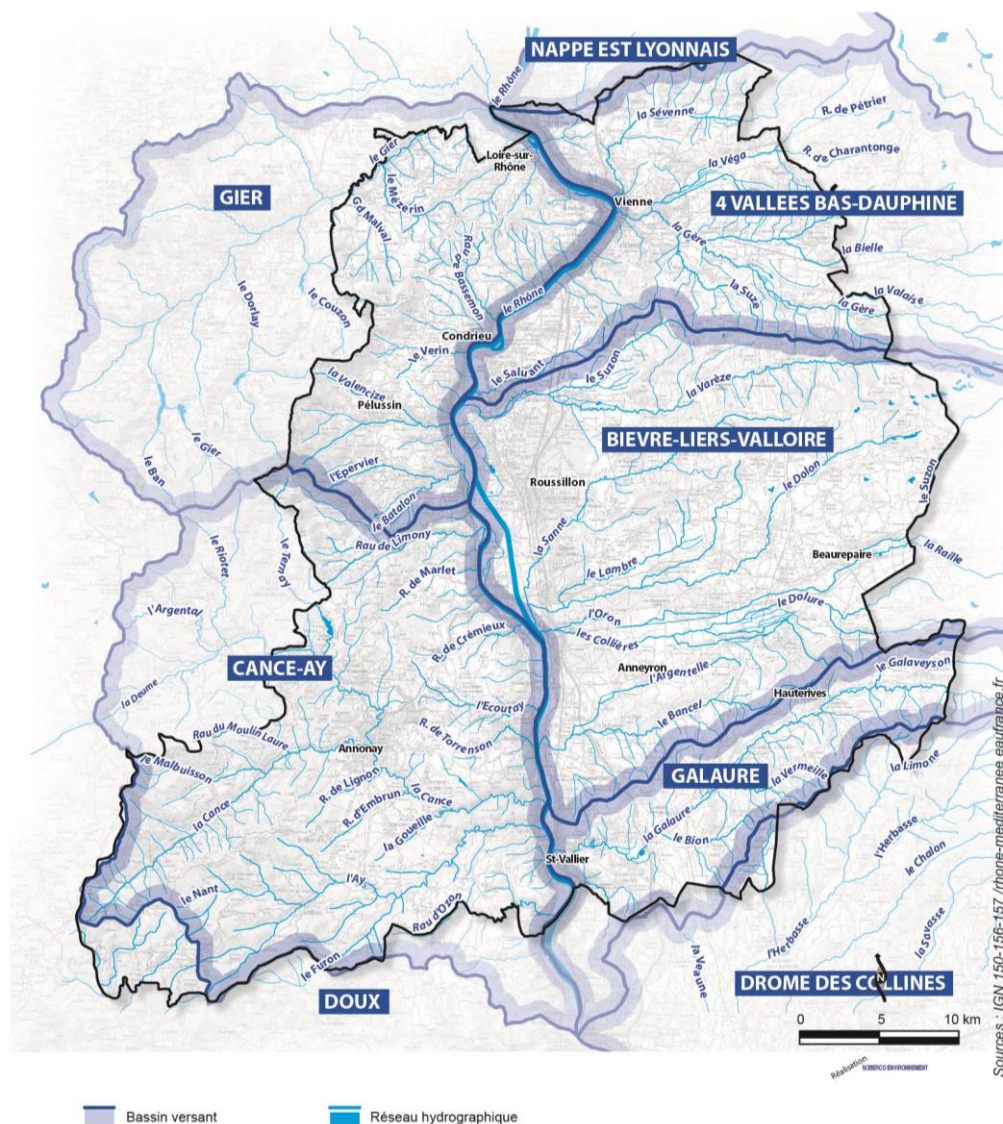 NAPPE EST LYONNAIS
le Rhône
la Sévenne
R. de Pétrier
R. de Charantonge
la Véga
le Gier
Loire-sur-
Rhône
le Mézerin
Gd Malval
GIER
Vienne
4 VALLEES BAS-DAUPHINE
la Gère
la Bielle
Rau de Bassemon
la Suze
la Valaise
la Gère
le Dorlay
le Couzon
le Rhône
Condrieu
le Verin
le Saluant
le Suzon
la Varèze
la Valencize
Pélussin
BIEVRE-LIERS-VALLOIRE
le Gier
le Ban
l'Epervier
le Dolon
le Suzon
Roussillon
le Batalon
Rau de Limony
la Sanne
le Riotet
le Ternay
Beaurepaire
la Raille
R. de Marlet
le Lambre
l'Argental
l'Oron
le Dolure
les Collières
R. de Crémieux
CANCE-AY
Anneyron
l'Argentelle
le Galaveyson
Hauterives
la Deume
l'Ecoutay
le Bancel
Rau du Moulin Laure
R. de Torrenson
Annonay
le Malbuisson
GALAURE
la Vermeille
la Limone
R. de Lignon
la Cance
la Cance
R. d'Embrun
la Goueille
la Galaure
le Bion
l'Herbasse
St-Vallier
le Chalon
l'Ay
le Nant
Rau d'Ozon
le Furon
l'Herbasse
la Savasse
la Veaune
DOUX
DROME DES COLLINES
N
0 5 10 km
Réalisation
SOBERCO ENVIRONNEMENT
Sources : IGN 150-156-157 /rhone-mediterranee eaufrance.fr
Bassin versant
Réseau hydrographique